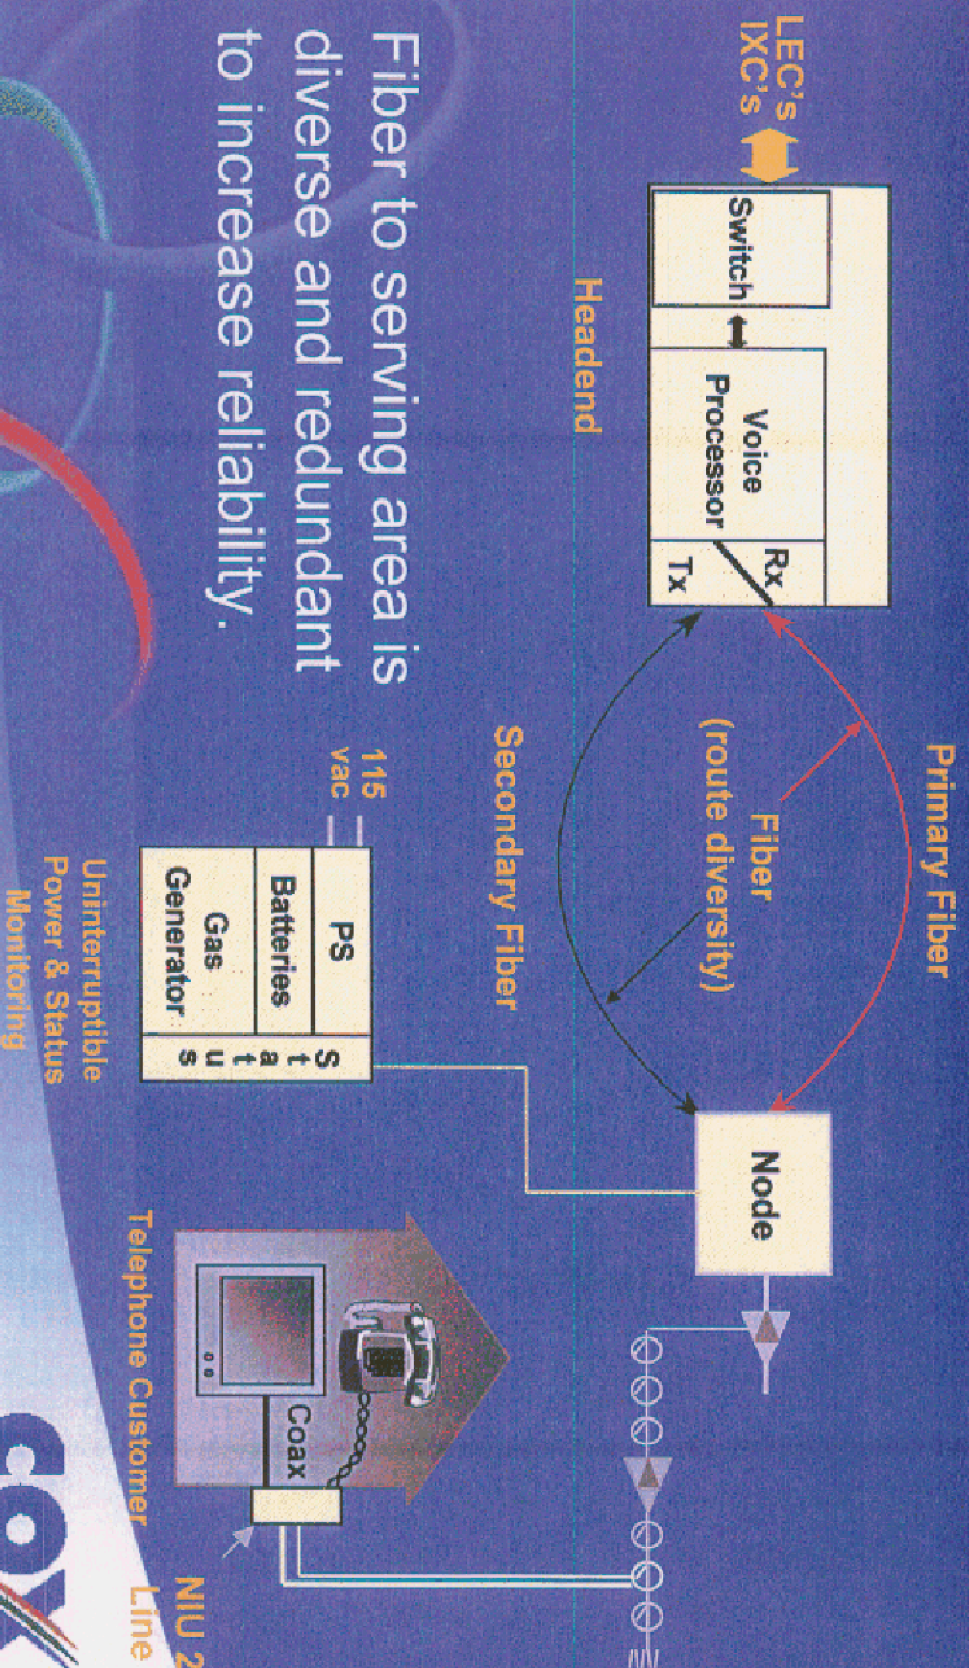 Primary Fiber
LEC's
IXC's
Switch
Voice
Processor
Rx
Tx
Headend
Fiber
(route diversity)
Secondary Fiber
Node
Fiber to serving area is
diverse and redundant
to increase reliability.
115
vac
PS
Batteries
Gas
Generator
Status
Uninterruptible
Power & Status
Monitoring
Coax
Telephone Customer
NIU 2
Line
COX